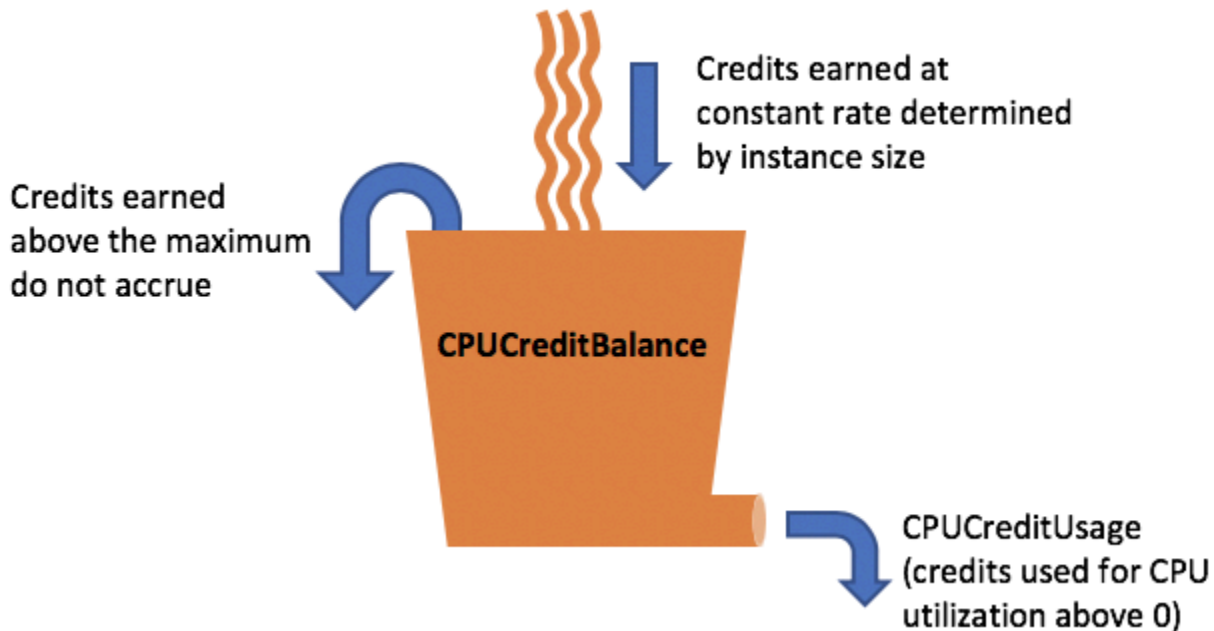 Credits earned at
constant rate determined
by instance size
Credits earned
above the maximum
do not accrue
CPUCreditBalance
CPUCreditUsage
(credits used for CPU
utilization above 0)